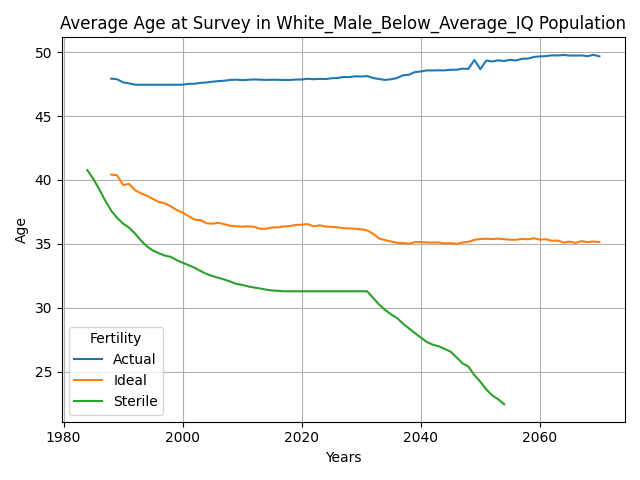 Average Age at Survey in White_Male_Below_Average_IQ Population
50
45
40
35
30
25
Age
Fertility
Actual
Ideal
Sterile
1980
2000
2020
2040
2060
Years